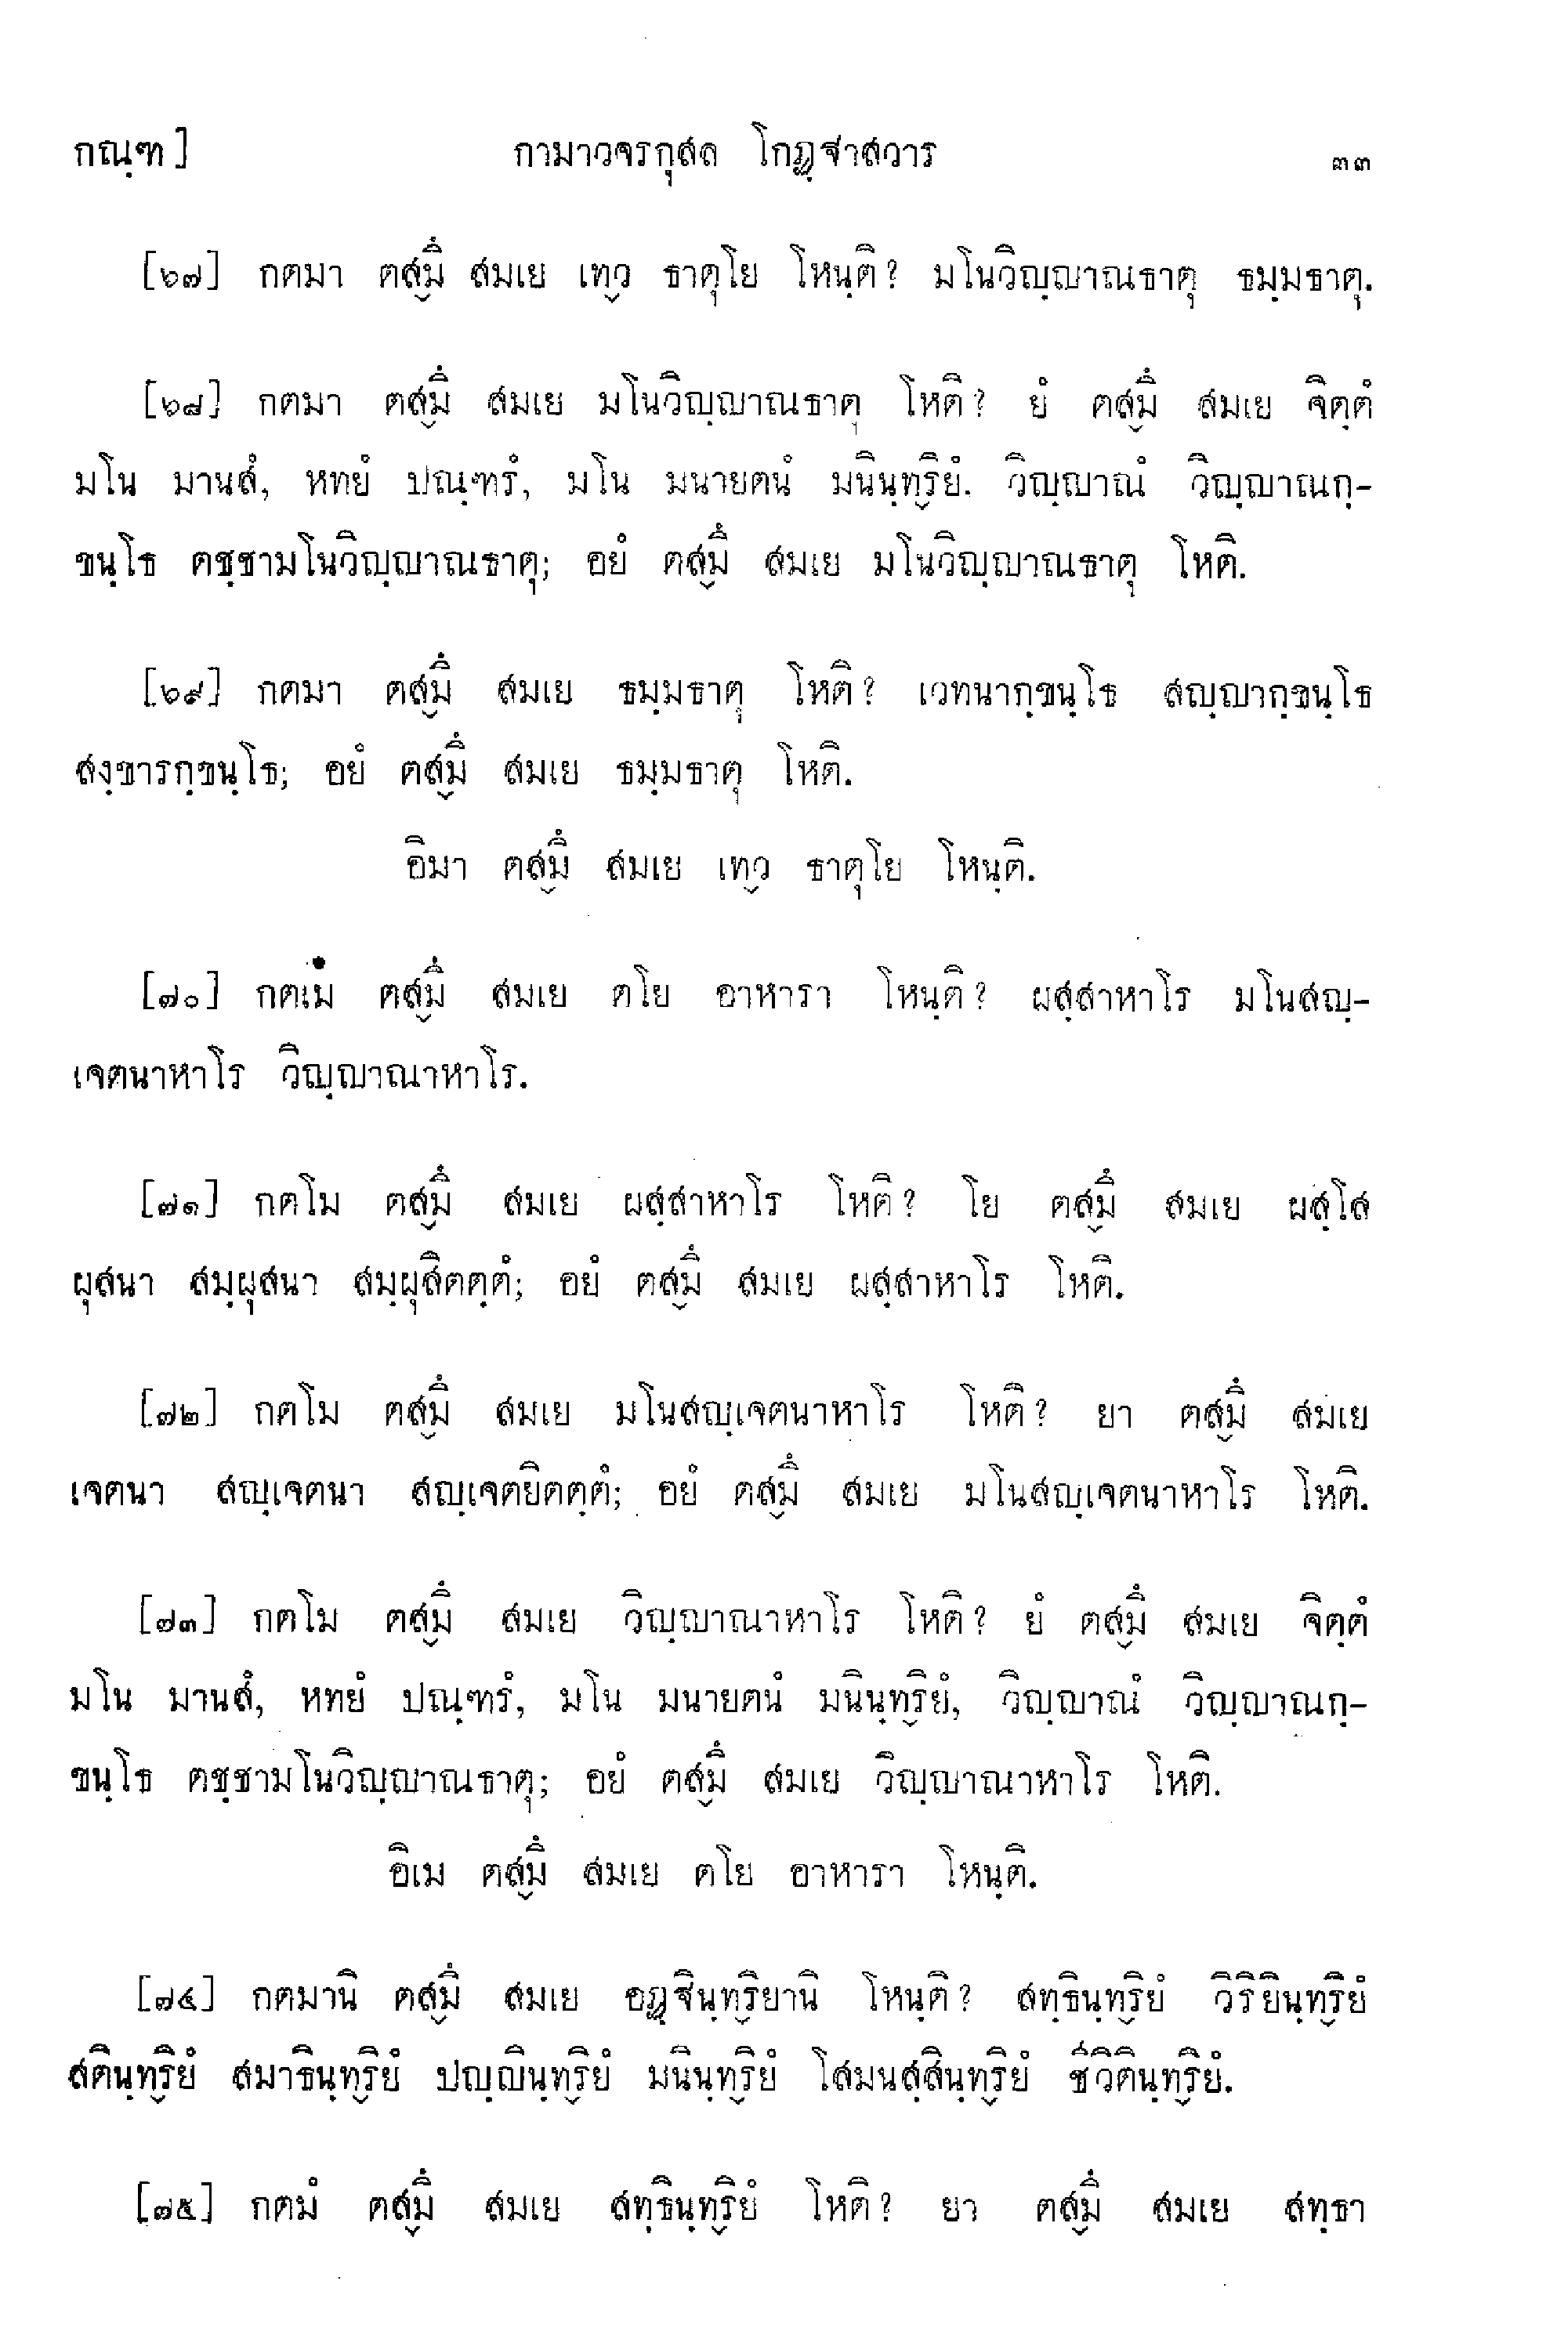 กณฺฑ] กามาวจรกุสล โกฏฺฐาสวาร ๓๓
[๖๗] กตมา ตสฺมึ สมเย เทฺว ธาตุโย โหนฺติ? มโนวิญฺญาณธาตุ ธมฺมธาตุ.
[๖๘] กตมา ตสฺมึ สมเย มโนวิญฺญาณธาตุ โหติ? ยํ ตสฺมึ สมเย จิตฺตํ
มโน มานสํ, หทยํ ปณฺฑรํ, มโน มนายตนํ มนินฺทฺริยํ. วิญฺญาณํ วิญฺญาณกฺ-
ขนฺโธ ตชฺชามโนวิญฺญาณธาตุ; อยํ ตสฺมึ สมเย มโนวิญฺญาณธาตุ โหติ.
[๖๙] กตมา ตสฺมึ สมเย ธมฺมธาตุ โหติ? เวทนากฺขนฺโธ สญฺญากฺขนฺโธ
สงฺขารกฺขนฺโธ; อยํ ตสฺมึ สมเย ธมฺมธาตุ โหติ.
อิมา ตสฺมึ สมเย เทฺว ธาตุโย โหนฺติ.
[๗๐] กตเม ตสฺมึ สมเย ตโย อาหารา โหนฺติ? ผสฺสาหาโร มโนสญฺ-
เจตนาหาโร วิญฺญาณาหาโร.
[๗๑] กตโม ตสฺมึ สมเย ผสฺสาหาโร โหติ? โย ตสฺมึ สมเย ผสฺโส
ผุสนา สมฺผุสนา สมฺผุสิตตฺตํ; อยํ ตสฺมึ สมเย ผสฺสาหาโร โหติ.
[๗๒] กตโม ตสฺมึ สมเย มโนสญฺเจตนาหาโร โหติ? ยา ตสฺมึ สมเย
เจตนา สญฺเจตนา สญฺเจตยิตตฺตํ; อยํ ตสฺมึ สมเย มโนสญฺเจตนาหาโร โหติ.
[๗๓] กตโม ตสฺมึ สมเย วิญฺญาณาหาโร โหติ? ยํ ตสฺมึ สมเย จิตฺตํ
มโน มานสํ, หทยํ ปณฺฑรํ, มโน มนายตนํ มนินฺทฺริยํ, วิญฺญาณํ วิญฺญาณกฺ-
ขนฺโธ ตชฺชามโนวิญฺญาณธาตุ; อยํ ตสฺมึ สมเย วิญฺญาณาหาโร โหติ.
อิเม ตสฺมึ สมเย ตโย อาหารา โหนฺติ.
[๗๔] กตมานิ ตสฺมึ สมเย อฏฺฐินฺทฺริยานิ โหนฺติ? สทฺธินฺทฺริยํ วิริยินฺทฺริยํ
สตินฺทฺริยํ สมาธินฺทฺริยํ ปญฺญินฺทฺริยํ มนินฺทฺริยํ โสมนสฺสินฺทฺริยํ ชีวิตินฺทฺริยํ.
[๗๕] กตมํ ตสฺมึ สมเย สทฺธินฺทฺริยํ โหติ? ยา ตสฺมึ สมเย สทฺธา